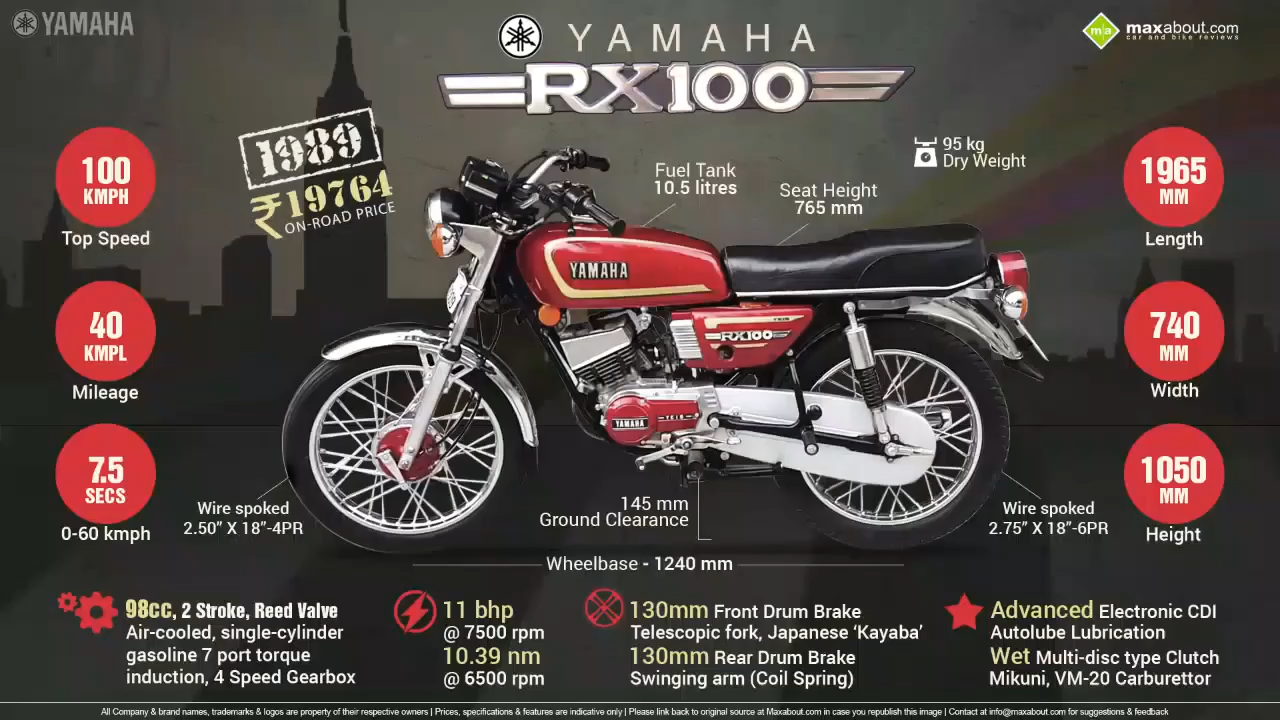 YAMAHA
YAMAHA
RX100
m|a
maxabout.com
car and bike reviews
1989
₹19764
ON-ROAD PRICE
100
KMPH
Top Speed
40
KMPL
Mileage
7.5
SECS
0-60 kmph
Fuel Tank
10.5 litres
Seat Height
765 mm
95 kg
Dry Weight
1965
MM
Length
740
MM
Width
1050
MM
Height
YAMAHA
RX100
YAMAHA
Wire spoked
2.50” X 18”-4PR
145 mm
Ground Clearance
Wire spoked
2.75” X 18”-6PR
Wheelbase - 1240 mm
98cc, 2 Stroke, Reed Valve
Air-cooled, single-cylinder
gasoline 7 port torque
induction, 4 Speed Gearbox
11 bhp
@ 7500 rpm
10.39 nm
@ 6500 rpm
130mm Front Drum Brake
Telescopic fork, Japanese ‘Kayaba’
130mm Rear Drum Brake
Swinging arm (Coil Spring)
Advanced Electronic CDI
Autolube Lubrication
Wet Multi-disc type Clutch
Mikuni, VM-20 Carburettor
All Company & brand names, trademarks & logos are property of their respective owners | Prices, specifications & features are indicative only | Please link back to original source at Maxabout.com in case you republish this image | Contact at info@maxabout.com for suggestions & feedback